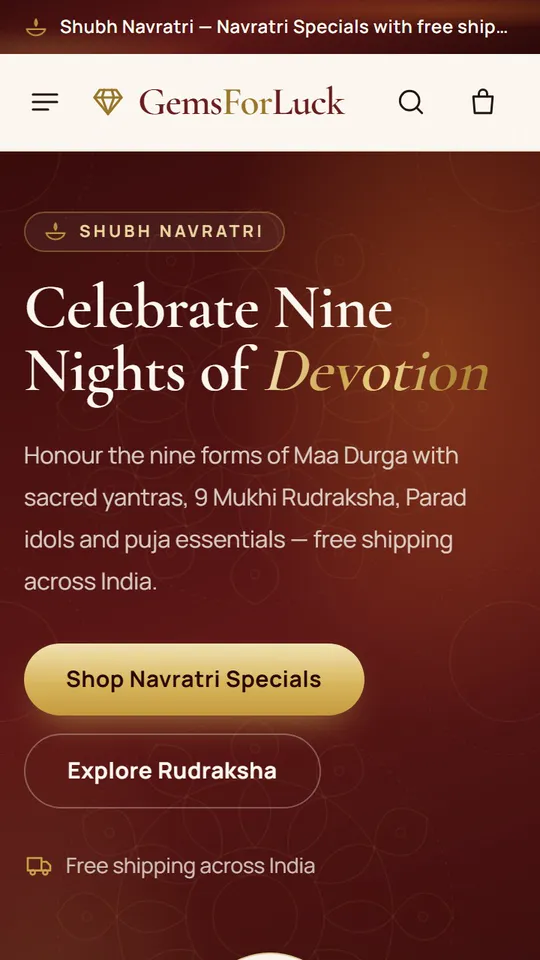 Shubh Navratri — Navratri Specials with free ship...
GemsForLuck
SHUBH NAVRATRI
Celebrate Nine
Nights of Devotion
Honour the nine forms of Maa Durga with
sacred yantras, 9 Mukhi Rudraksha, Parad
idols and puja essentials — free shipping
across India.
Shop Navratri Specials
Explore Rudraksha
Free shipping across India